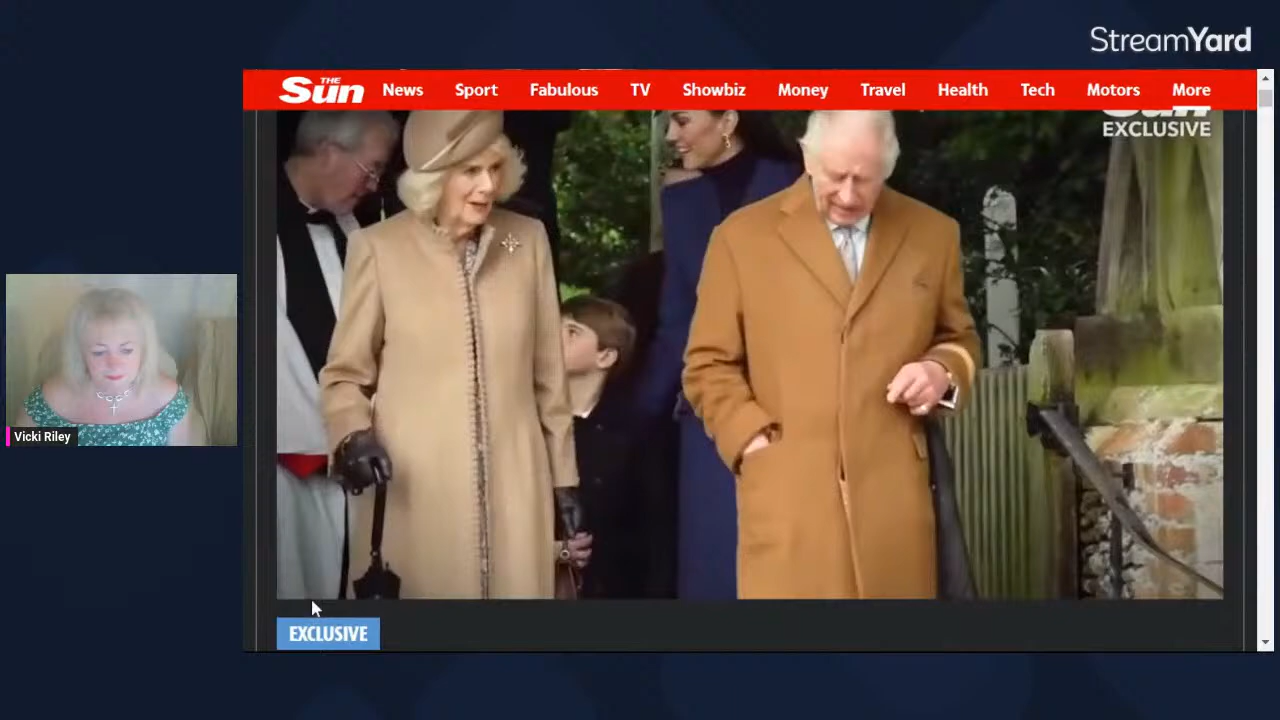 StreamYard
THE Sun News Sport Fabulous TV Showbiz Money Travel Health Tech Motors More
EXCLUSIVE
Vicki Riley
EXCLUSIVE